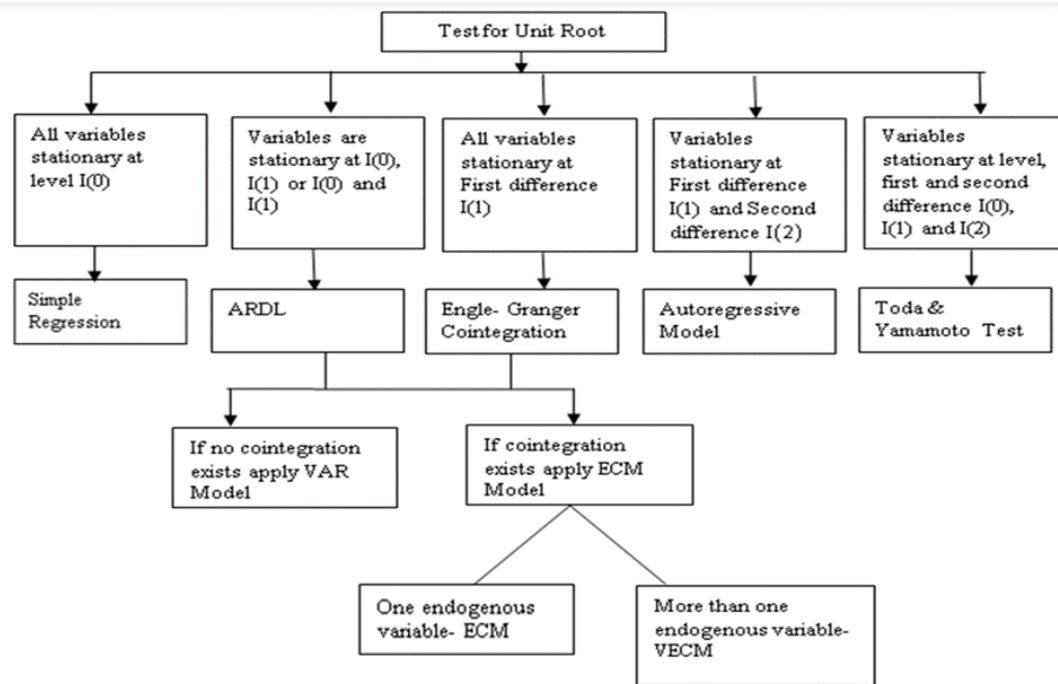 Test for Unit Root
All variables
stationary at
level I(0)
Variables are
stationary at I(0),
I(1) or I(0) and
I(1)
All variables
stationary at
First difference
I(1)
Variables
stationary at
First difference
I(1) and Second
difference I(2)
Variables
stationary at level,
first and second
difference I(0),
I(1) and I(2)
Simple
Regression
ARDL
Engle- Granger
Cointegration
Autoregressive
Model
Toda &
Yamamoto Test
If no cointegration
exists apply VAR
Model
If cointegration
exists apply ECM
Model
One endogenous
variable- ECM
More than one
endogenous variable-
VECM